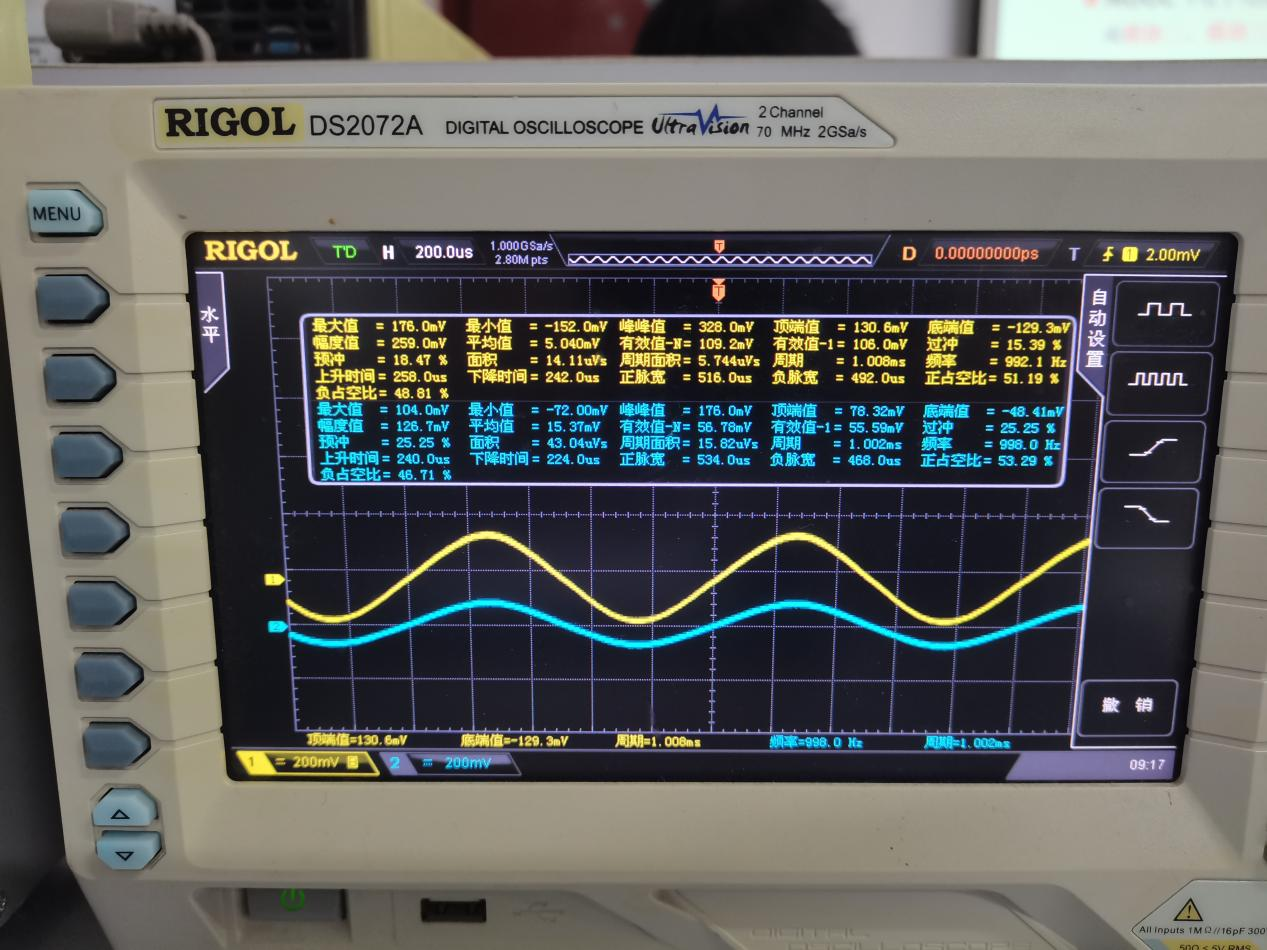 RIGOL DS2072A DIGITAL OSCILLOSCOPE UltraVision 2 Channel
70 MHz 2GSa/s
MENU
RIGOL T'D H 200.0us 1.000GSa/s 2.80M pts D 0.00000000ps T 1 2.00mV
水平
T
T
自动设置
最大值 = 176.0mV 最小值 = -152.0mV 峰峰值 = 328.0mV 顶端值 = 130.6mV 底端值 = -129.3mV
幅度值 = 259.0mV 平均值 = 5.040mV 有效值-N= 109.2mV 有效值-1= 106.0mV 过冲 = 15.39 %
预冲 = 18.47 % 面积 = 14.11uVs 周期面积= 5.744uVs 周期 = 1.008ms 频率 = 992.1 Hz
上升时间= 258.0us 下降时间= 242.0us 正脉宽 = 516.0us 负脉宽 = 492.0us 正占空比= 51.19 %
负占空比= 48.81 %
最大值 = 104.0mV 最小值 = -72.00mV 峰峰值 = 176.0mV 顶端值 = 78.32mV 底端值 = -48.41mV
幅度值 = 126.7mV 平均值 = 15.37mV 有效值-N= 56.78mV 有效值-1= 55.59mV 过冲 = 25.25 %
预冲 = 25.25 % 面积 = 43.04uVs 周期面积= 15.82uVs 周期 = 1.002ms 频率 = 998.0 Hz
上升时间= 240.0us 下降时间= 224.0us 正脉宽 = 534.0us 负脉宽 = 468.0us 正占空比= 53.29 %
负占空比= 46.71 %
1
2
撤 销
顶端值=130.6mV 底端值=-129.3mV 周期=1.008ms 频率=998.0 Hz 周期=1.002ms
1 = 200mV B 2 = 200mV 09:17
All Inputs 1MΩ//16pF 300
50Ω ≤ 5V RMS